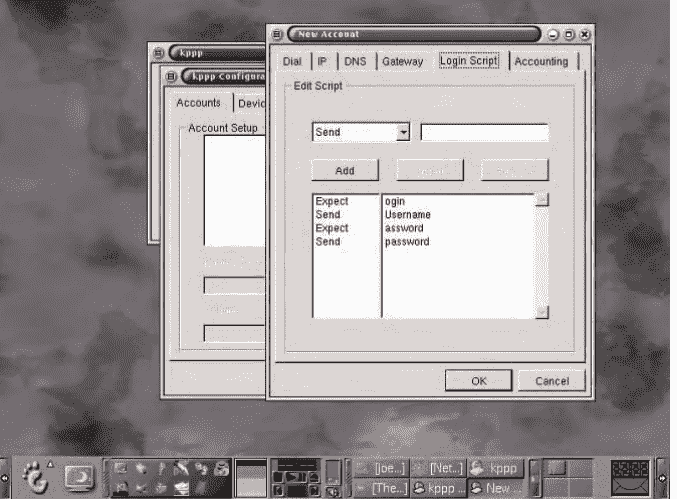 New Account
kppp
kppp Configura
Dial IP DNS Gateway Login Script Accounting
Accounts Devic
Edit Script
Account Setup
Send
Add
Expect ogin
Send Username
Expect assword
Send password
OK Cancel
[joe...] [Net...] kppp
[The...] kppp ... New ...